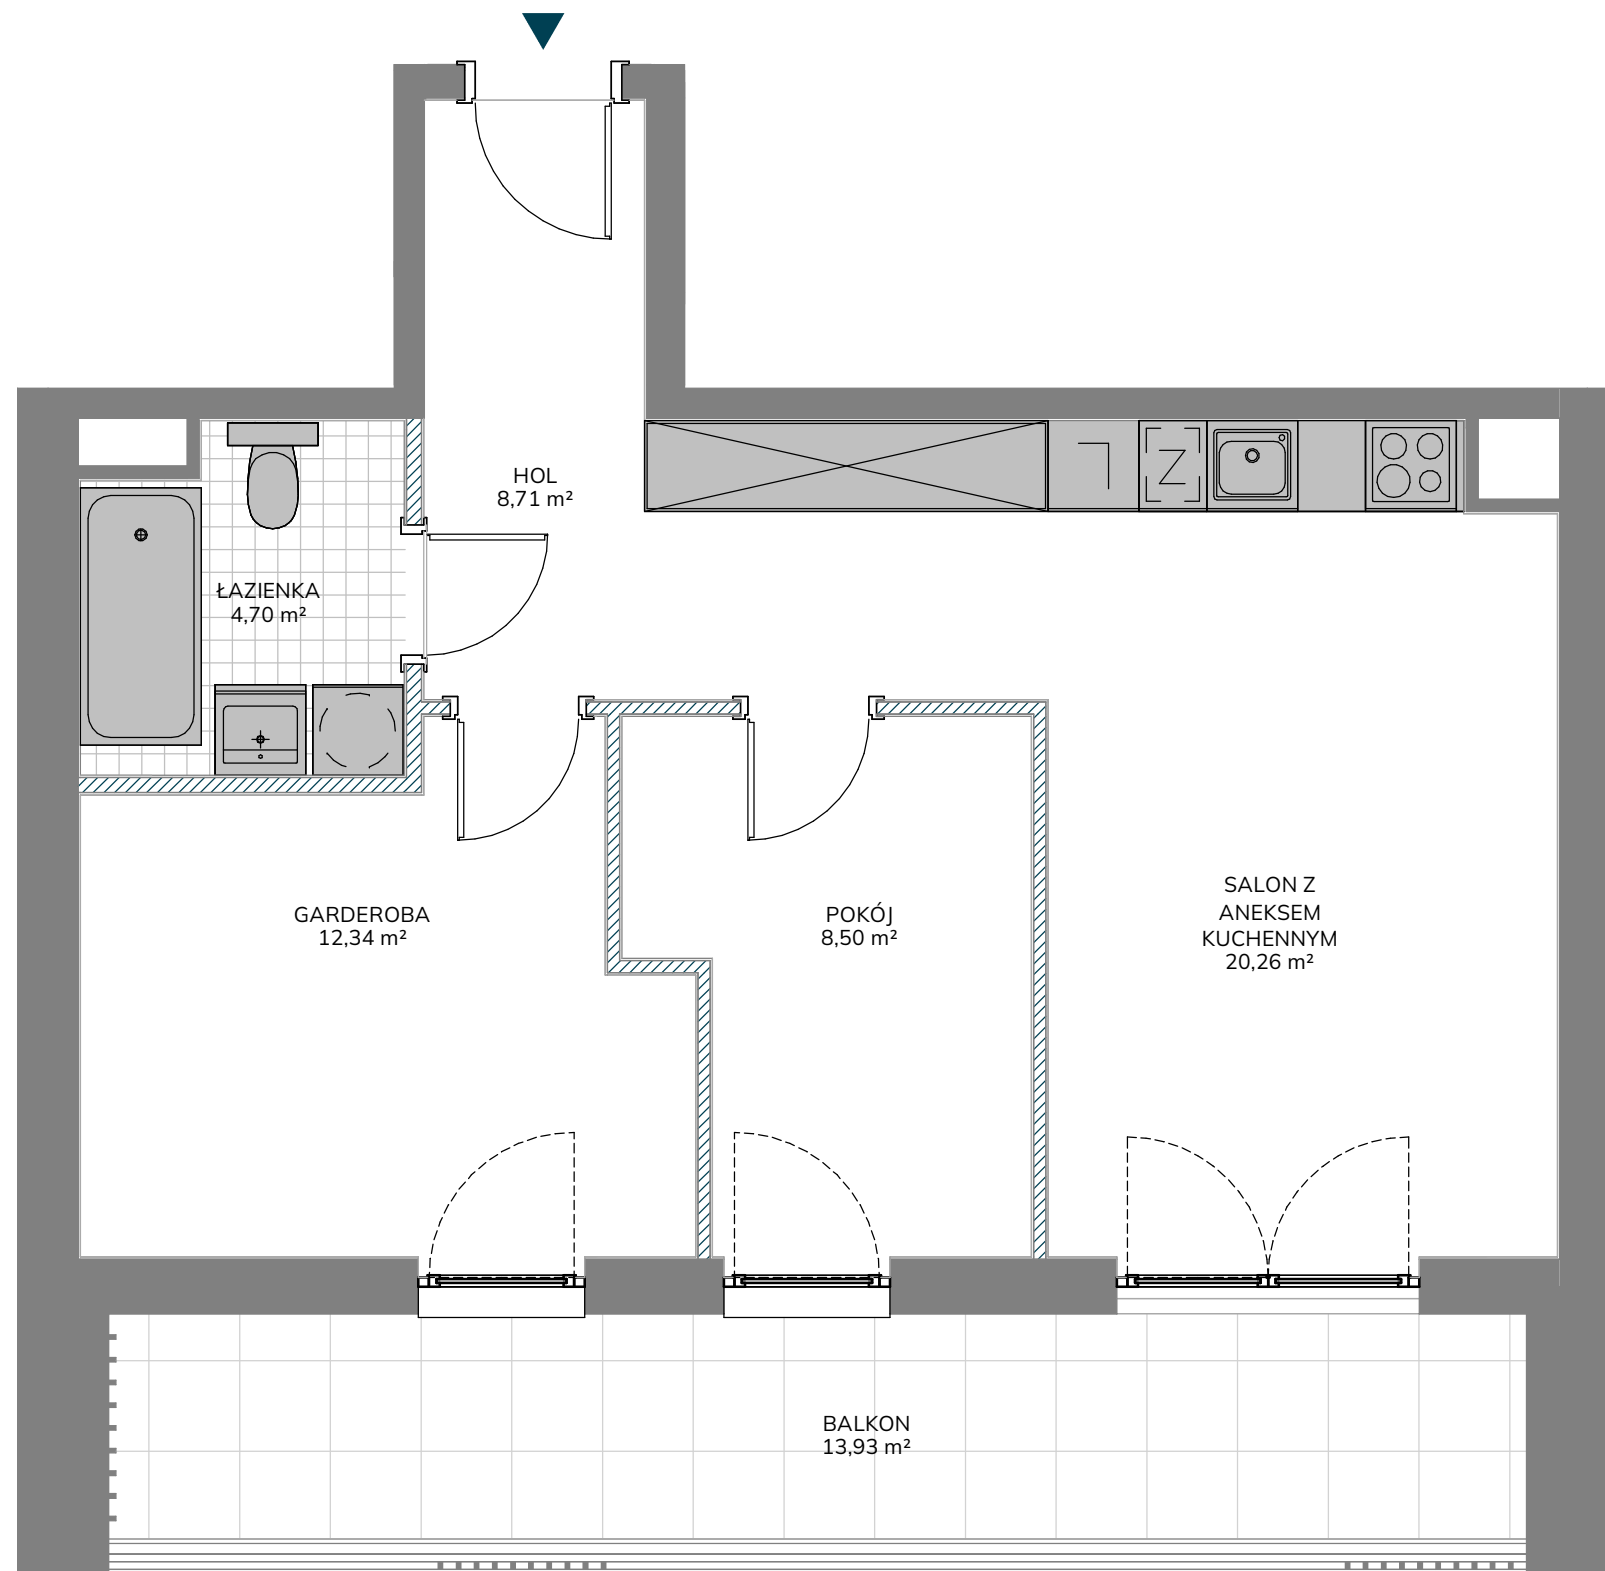 HOL
8,71 m²
ŁAZIENKA
4,70 m²
Z
GARDEROBA
12,34 m²
POKÓJ
8,50 m²
SALON Z
ANEKSEM
KUCHENNYM
20,26 m²
BALKON
13,93 m²